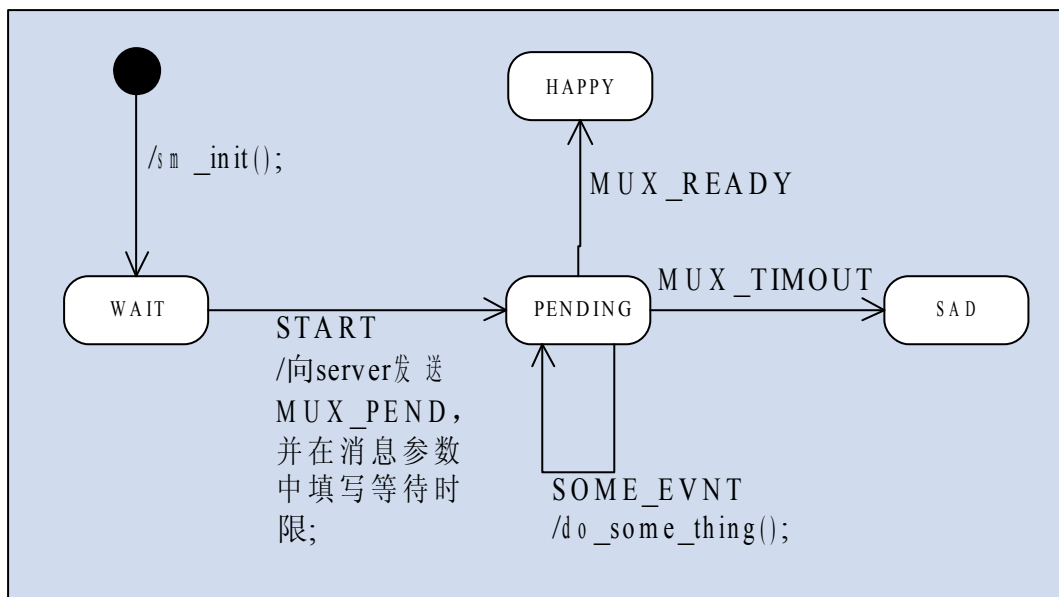 HAPPY
/sm_init();
MUX_READY
WAIT
PENDING
MUX_TIMOUT
SAD
START
/向server发送
MUX_PEND，
并在消息参数
中填写等待时
限;
SOME_EVNT
/do_some_thing();